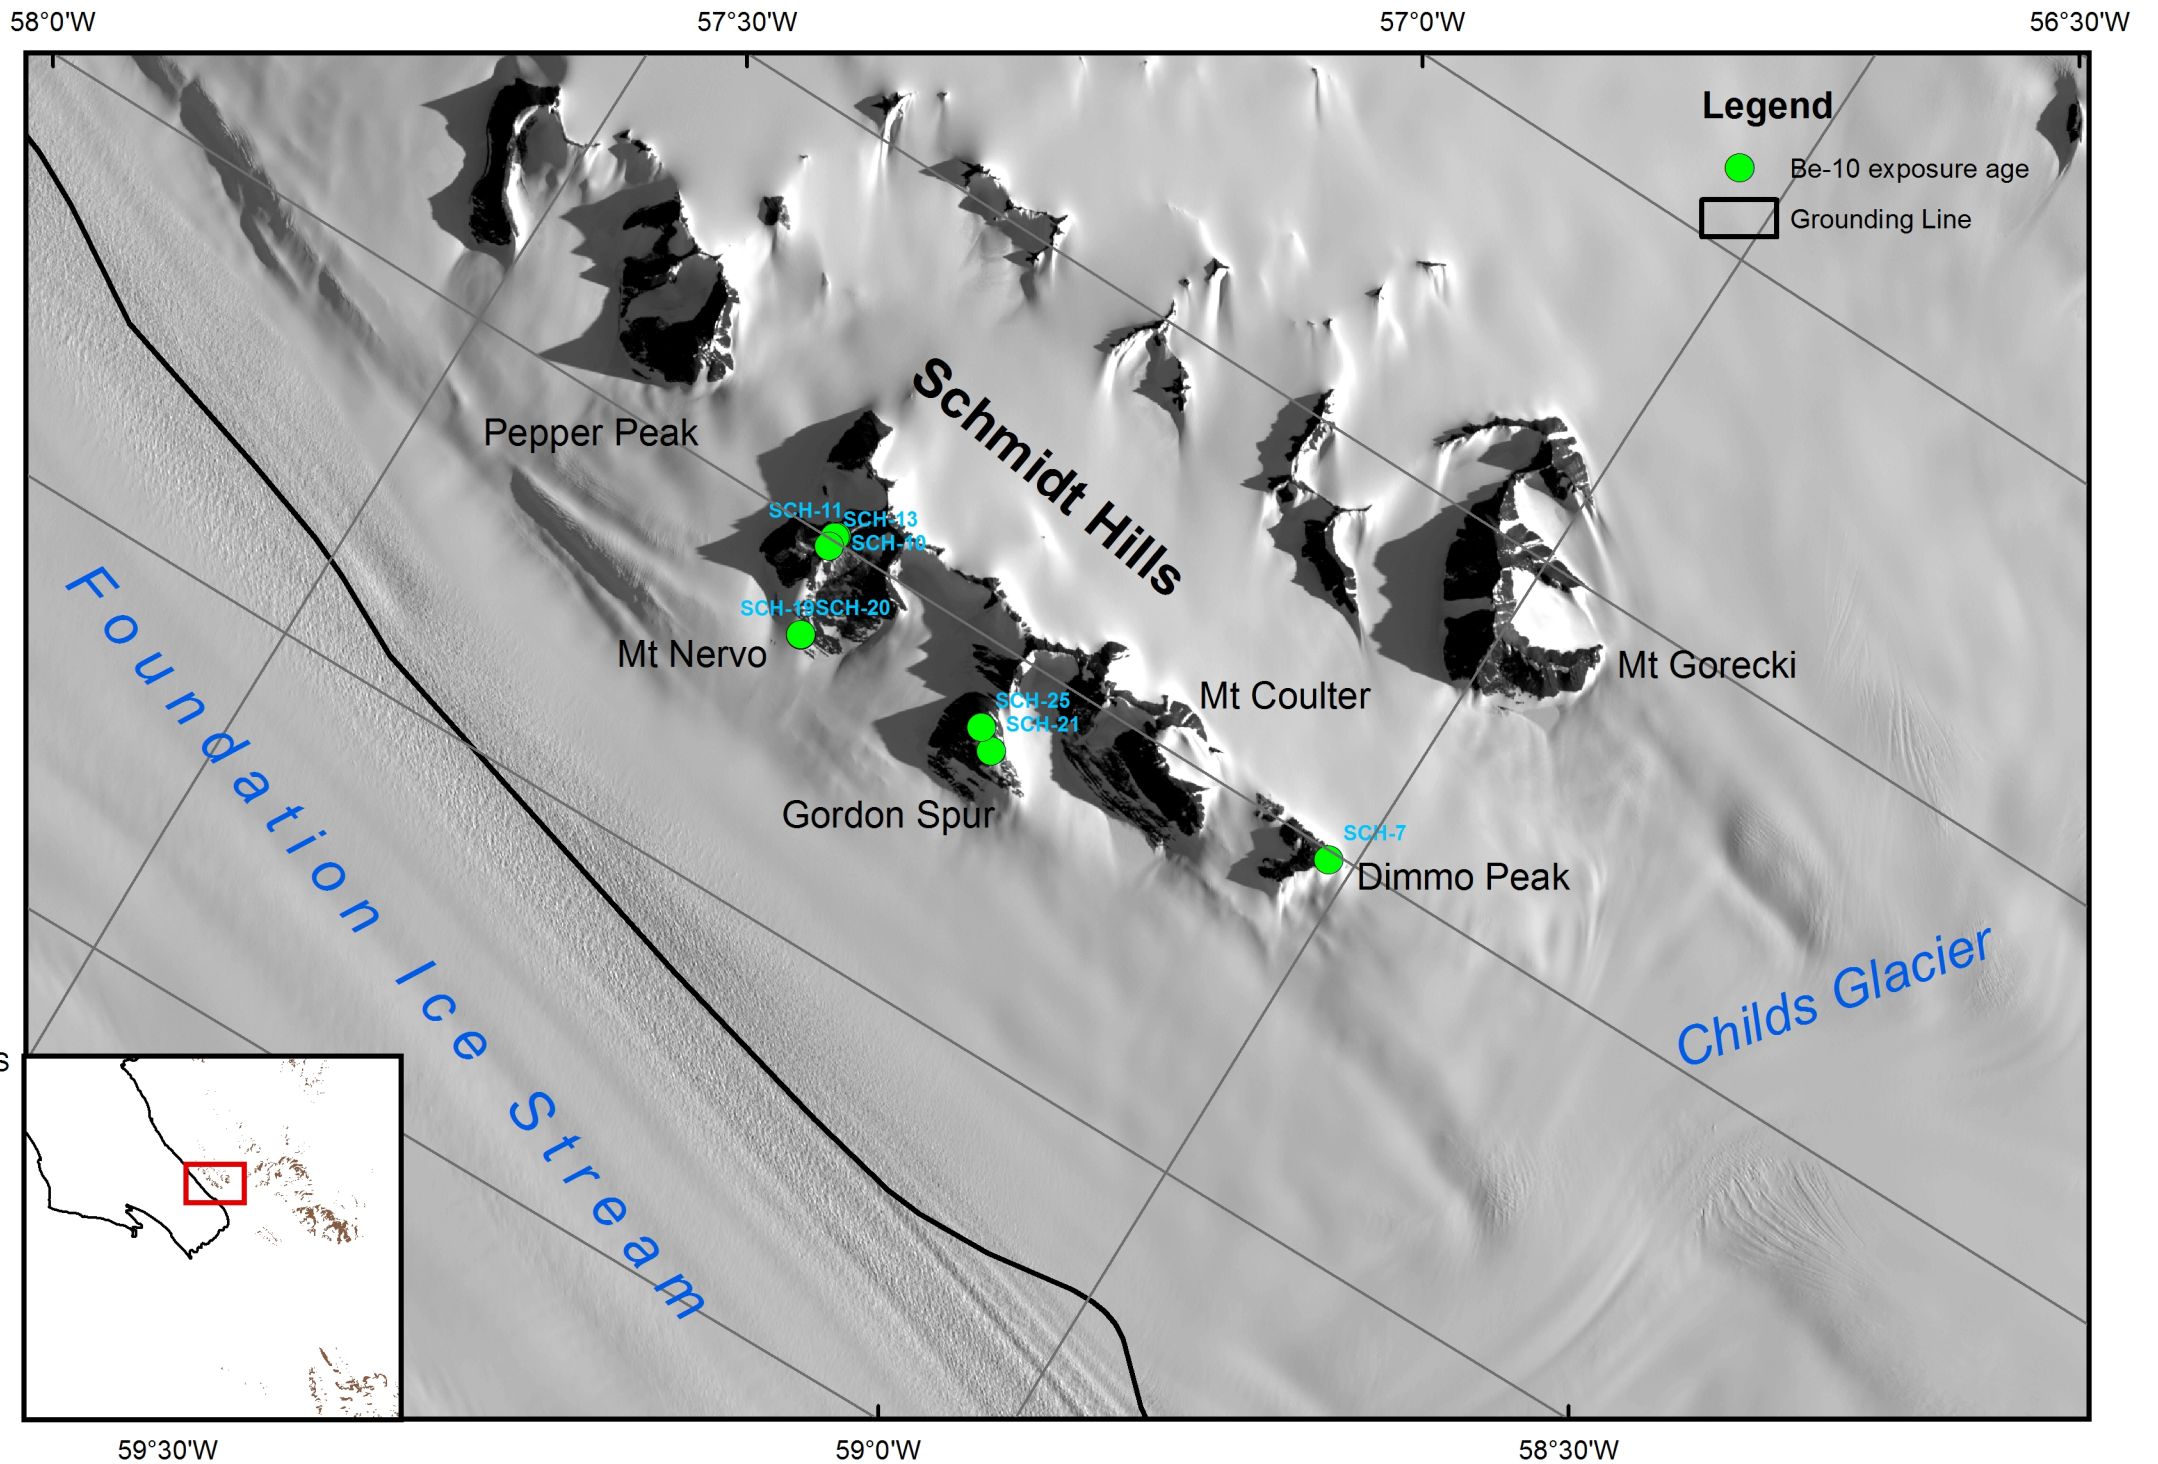 58°0'W
57°30'W
57°0'W
56°30'W
Legend
Be-10 exposure age
Grounding Line
Pepper Peak
Schmidt Hills
SCH-11
SCH-13
SCH-10
SCH-19
SCH-20
Mt Nervo
Mt Gorecki
SCH-25
SCH-21
Mt Coulter
Gordon Spur
SCH-7
Dimmo Peak
Foundation Ice Stream
Childs Glacier
S
59°30'W
59°0'W
58°30'W